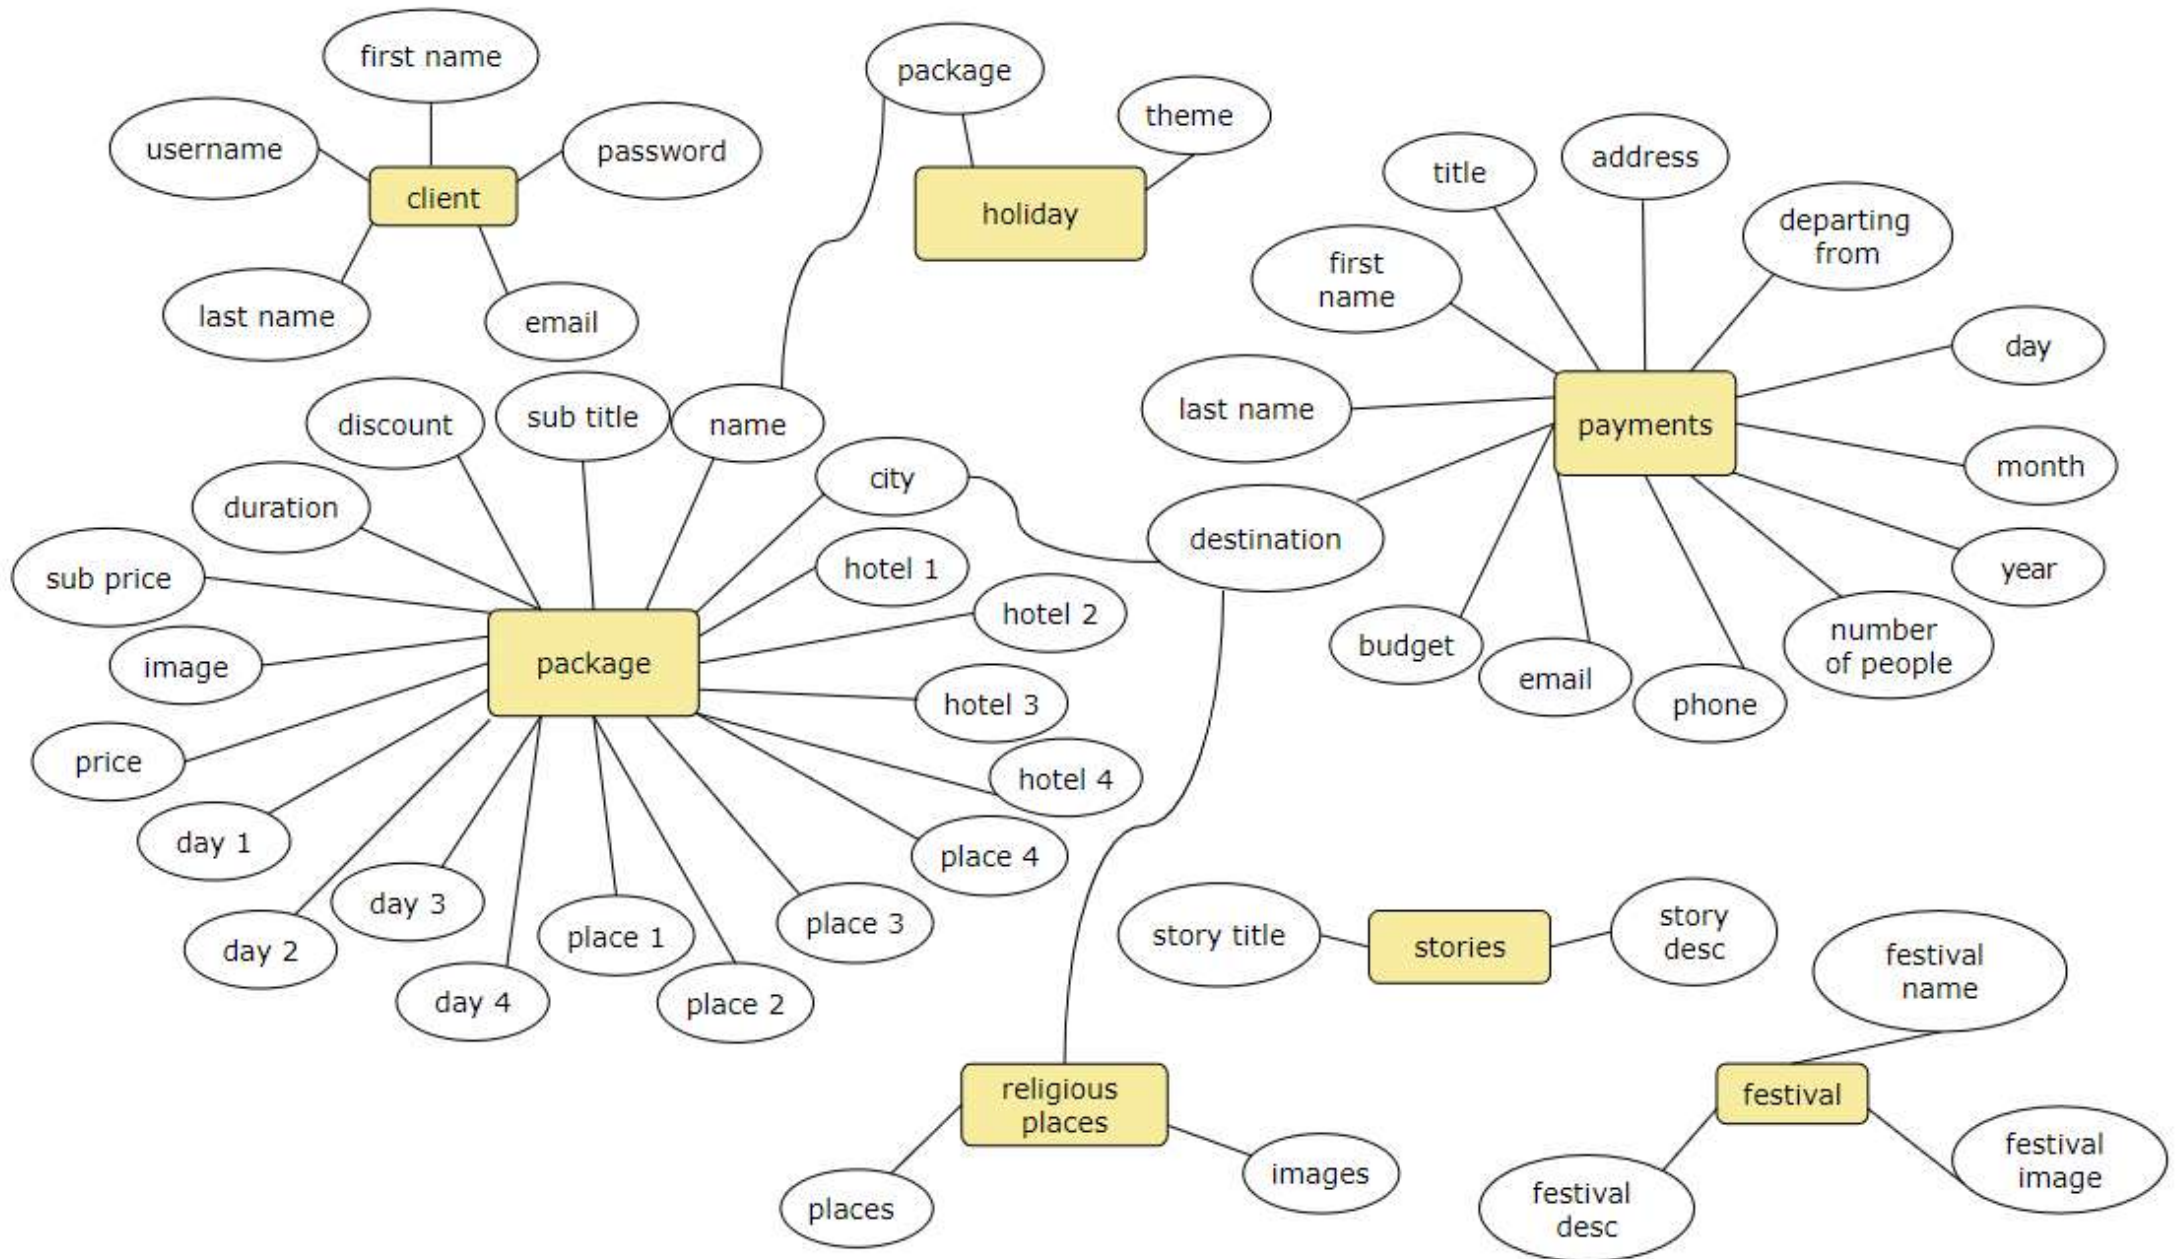 first name
package
theme
username
password
client
title
address
holiday
departing
from
first
name
last name
email
day
discount
sub title
name
last name
payments
city
month
duration
destination
sub price
hotel 1
year
hotel 2
image
package
budget
email
number
of people
phone
hotel 3
price
hotel 4
day 1
place 4
day 3
place 1
place 3
day 2
day 4
place 2
story title
stories
story
desc
festival
name
religious
places
festival
images
festival
image
places
festival
desc